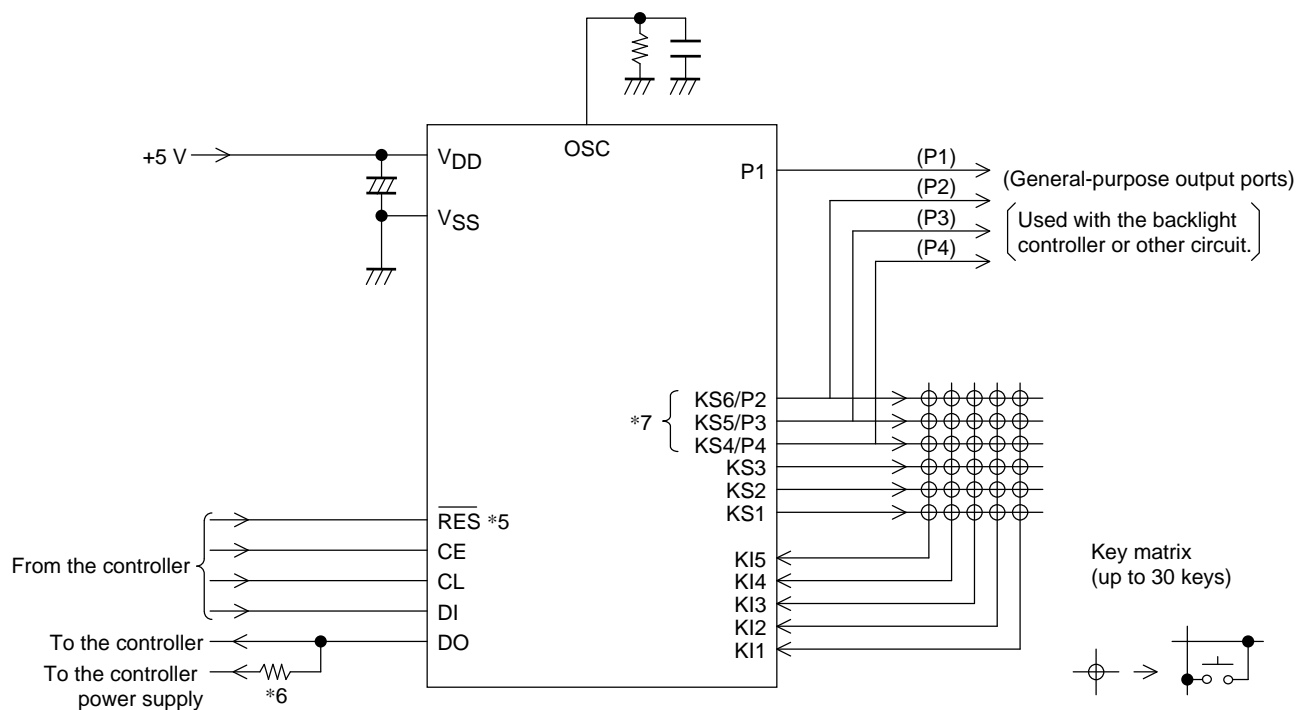 OSC
+5 V
VDD
VSS
P1
(P1)
(P2)
(P3)
(P4)
(General-purpose output ports)
Used with the backlight
controller or other circuit.
*7
KS6/P2
KS5/P3
KS4/P4
KS3
KS2
KS1
KI5
KI4
KI3
KI2
KI1
From the controller
RES *5
CE
CL
DI
DO
To the controller
To the controller
power supply
*6
Key matrix
(up to 30 keys)